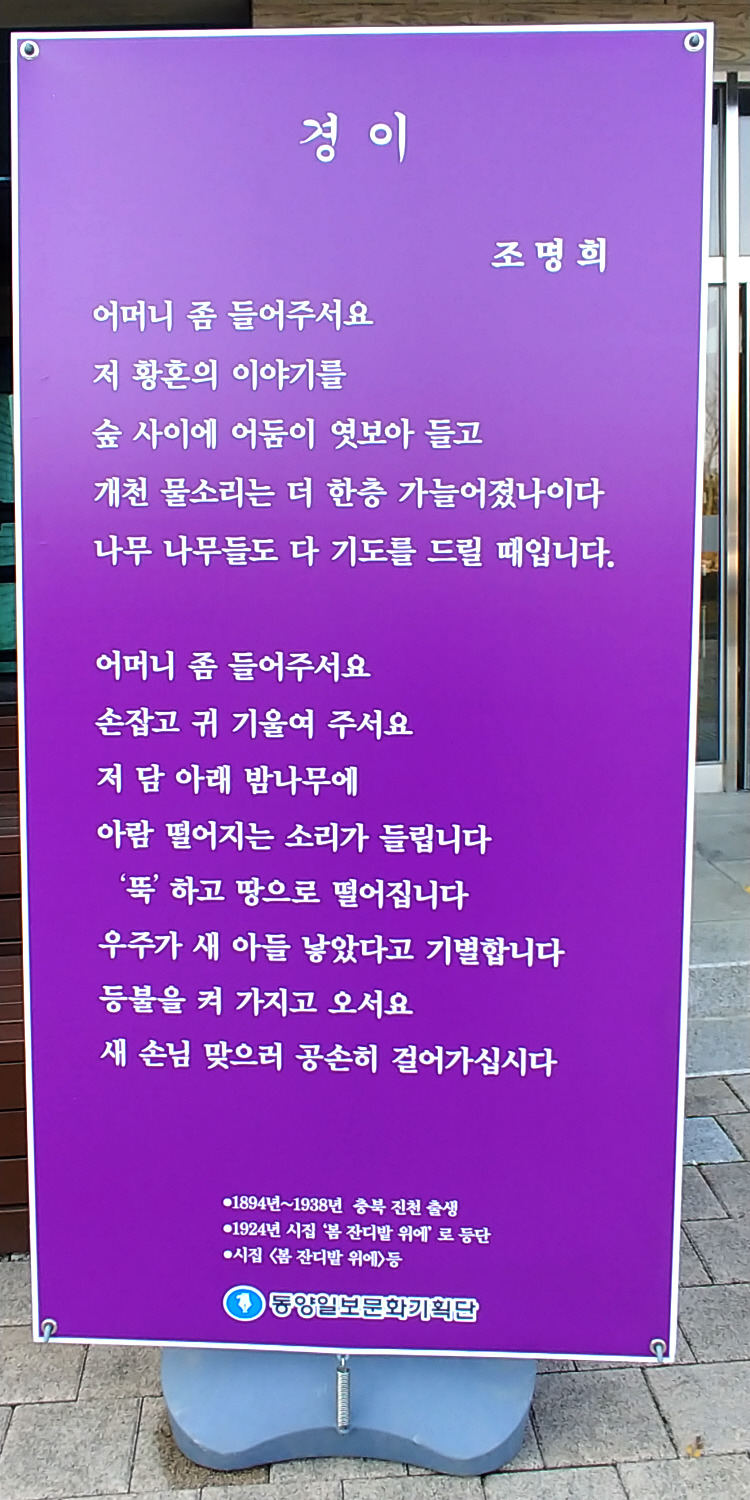 경 이
조 명 희
어머니 좀 들어주서요
저 황혼의 이야기를
숲 사이에 어둠이 엿보아 들고
개천 물소리는 더 한층 가늘어졌나이다
나무 나무들도 다 기도를 드릴 때입니다.
어머니 좀 들어주서요
손잡고 귀 기울여 주서요
저 담 아래 밤나무에
아람 떨어지는 소리가 들립니다
‘뚝’ 하고 땅으로 떨어집니다
우주가 새 아들 낳았다고 기별합니다
등불을 켜 가지고 오서요
새 손님 맞으러 공손히 걸어가십시다
●1894년~1938년 충북 진천 출생
●1924년 시집 ‘봄 잔디밭 위에’ 로 등단
●시집 <봄 잔디밭 위에>등
동양일보문화기획단